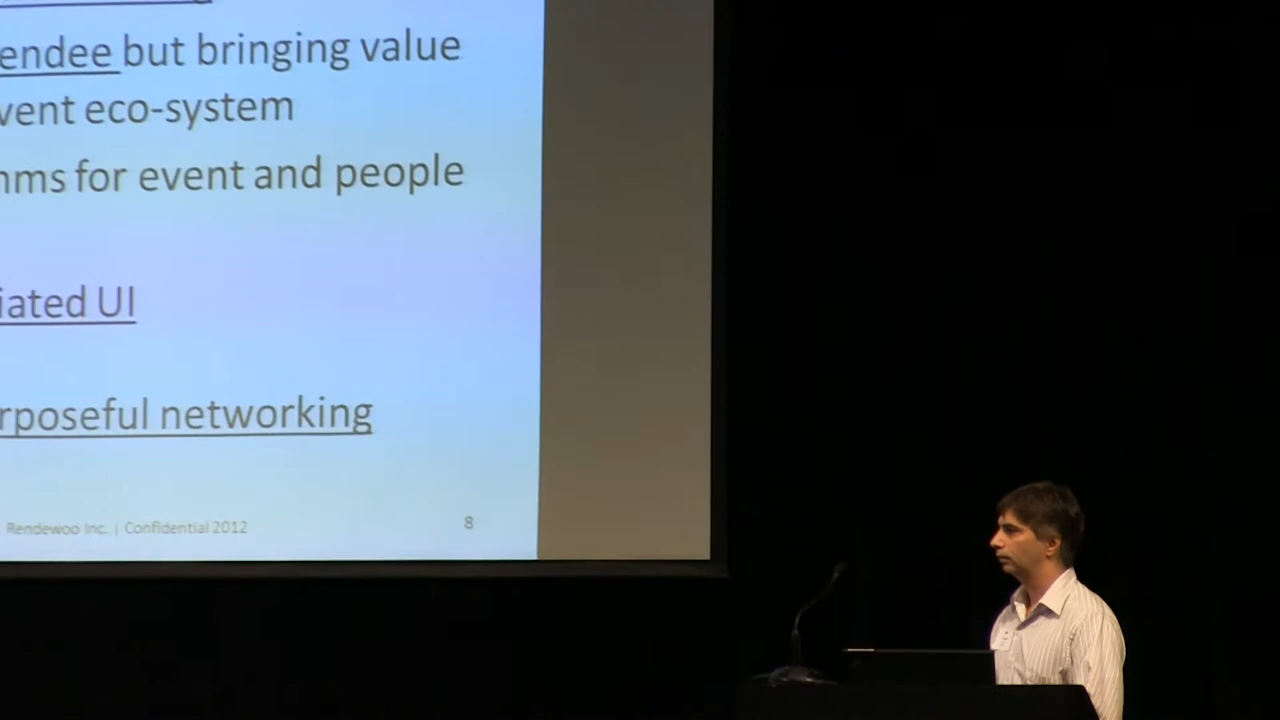 endee but bringing value
vent eco-system
ms for event and people
iated UI
rposeful networking
Rendewoo Inc. | Confidential 2012
8